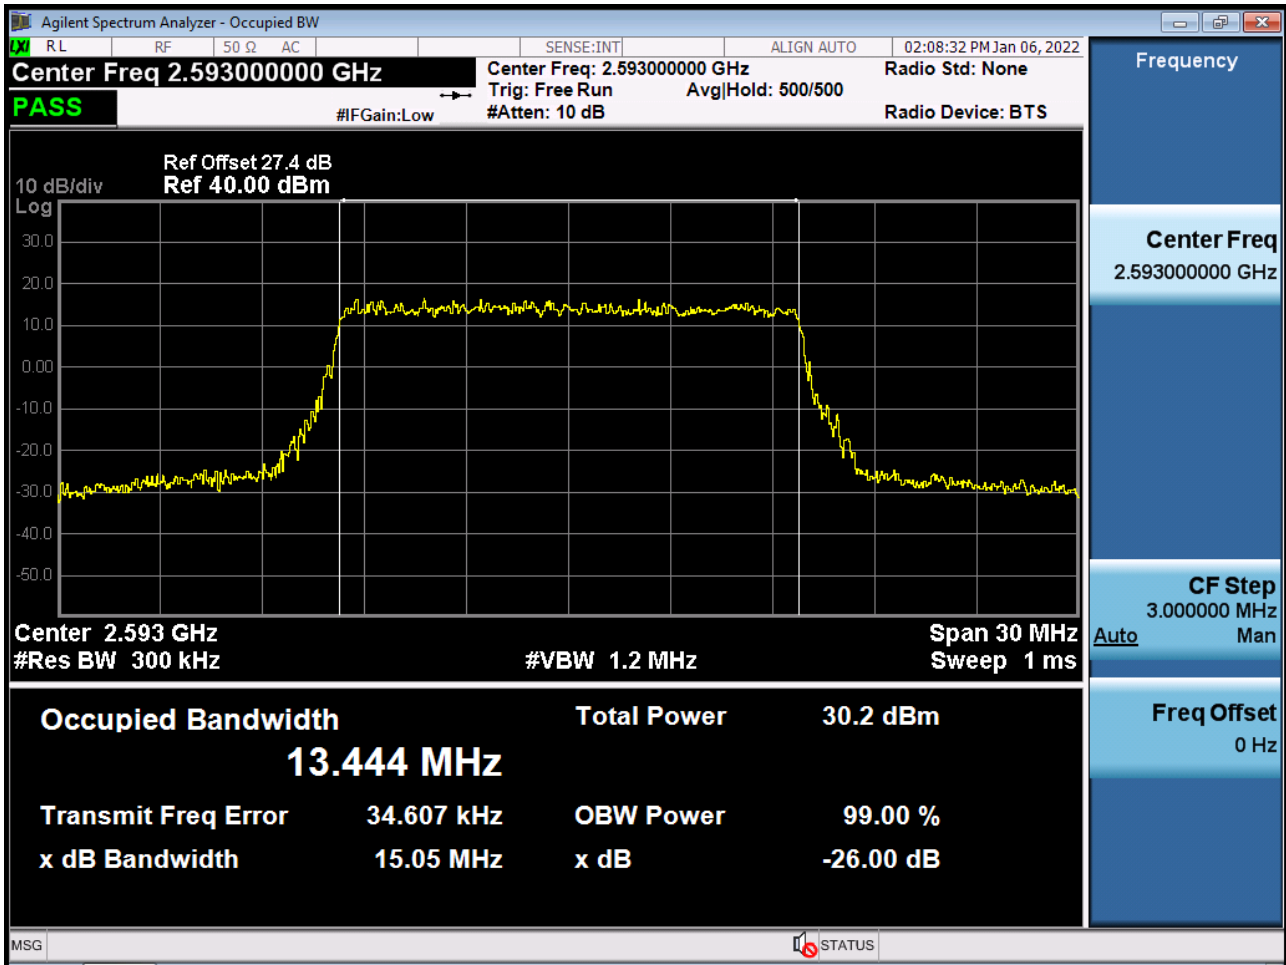 Agilent Spectrum Analyzer - Occupied BW
LXI RL RF 50 Ω AC SENSE:INT ALIGN AUTO 02:08:32 PM Jan 06, 2022
Center Freq 2.593000000 GHz
Center Freq: 2.593000000 GHz Radio Std: None
Trig: Free Run Avg|Hold: 500/500
PASS
#IFGain:Low #Atten: 10 dB Radio Device: BTS
Ref Offset 27.4 dB
10 dB/div Ref 40.00 dBm
Log
30.0
20.0
10.0
0.00
-10.0
-20.0
-30.0
-40.0
-50.0
Center 2.593 GHz Span 30 MHz
#Res BW 300 kHz #VBW 1.2 MHz Sweep 1 ms
Occupied Bandwidth Total Power 30.2 dBm
13.444 MHz
Transmit Freq Error 34.607 kHz OBW Power 99.00 %
x dB Bandwidth 15.05 MHz x dB -26.00 dB
MSG STATUS
Frequency
Center Freq
2.593000000 GHz
CF Step
3.000000 MHz
Auto Man
Freq Offset
0 Hz